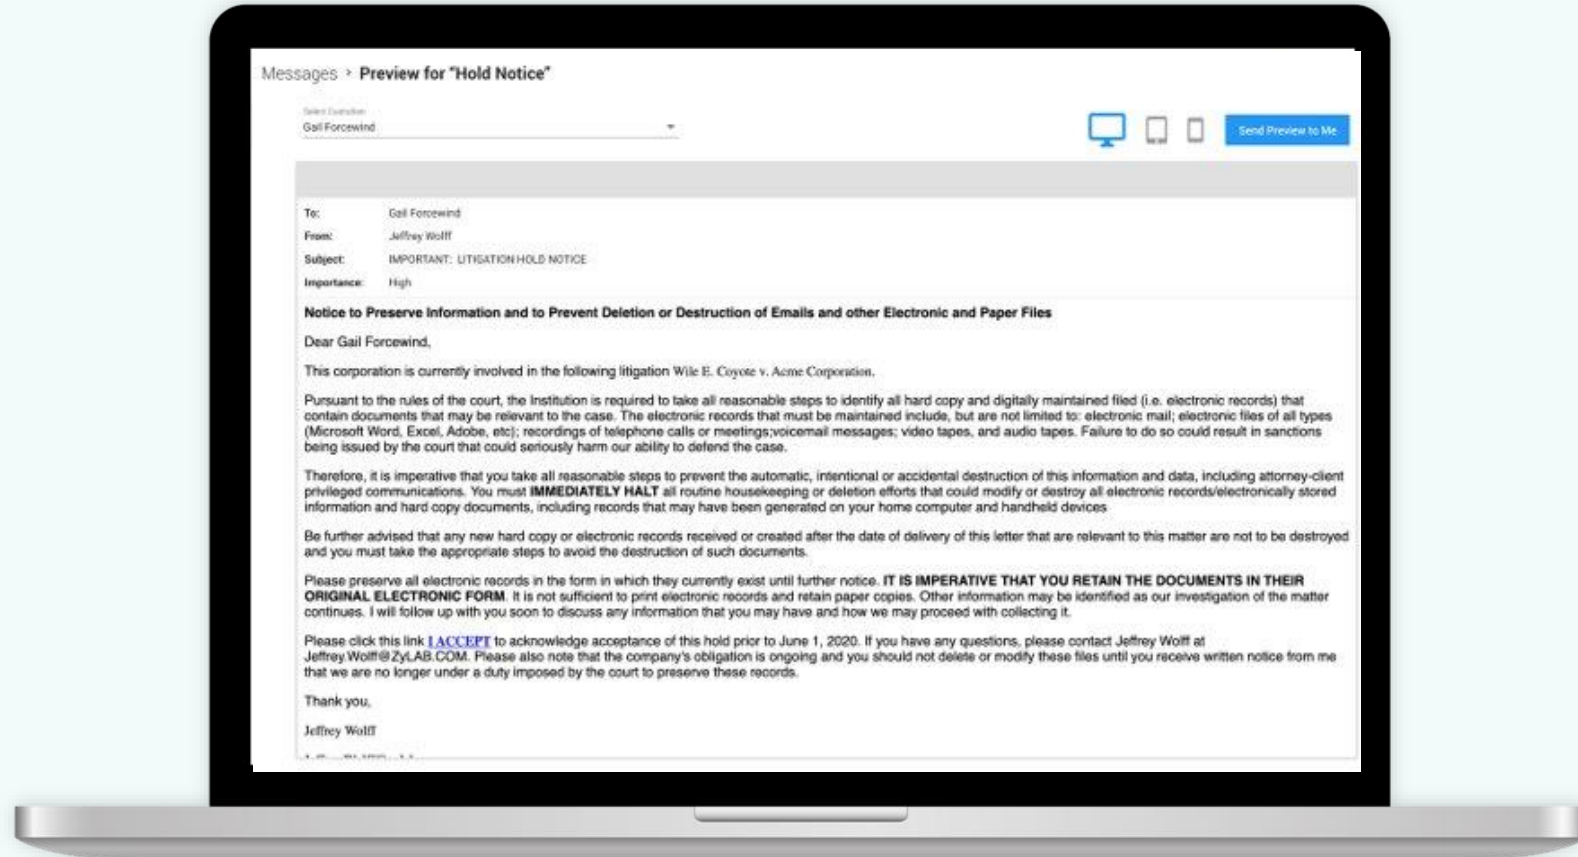 Messages > Preview for "Hold Notice"
Select Custodian
Gail Forcewind
Send Preview to Me
To: Gail Forcewind
From: Jeffrey Wolff
Subject: IMPORTANT: LITIGATION HOLD NOTICE
Importance: High
Notice to Preserve Information and to Prevent Deletion or Destruction of Emails and other Electronic and Paper Files
Dear Gail Forcewind,
This corporation is currently involved in the following litigation Wile E. Coyote v. Acme Corporation.
Pursuant to the rules of the court, the Institution is required to take all reasonable steps to identify all hard copy and digitally maintained filed (i.e. electronic records) that
contain documents that may be relevant to the case. The electronic records that must be maintained include, but are not limited to: electronic mail; electronic files of all types
(Microsoft Word, Excel, Adobe, etc); recordings of telephone calls or meetings;voicemail messages; video tapes, and audio tapes. Failure to do so could result in sanctions
being issued by the court that could seriously harm our ability to defend the case.
Therefore, it is imperative that you take all reasonable steps to prevent the automatic, intentional or accidental destruction of this information and data, including attorney-client
privileged communications. You must IMMEDIATELY HALT all routine housekeeping or deletion efforts that could modify or destroy all electronic records/electronically stored
information and hard copy documents, including records that may have been generated on your home computer and handheld devices
Be further advised that any new hard copy or electronic records received or created after the date of delivery of this letter that are relevant to this matter are not to be destroyed
and you must take the appropriate steps to avoid the destruction of such documents.
Please preserve all electronic records in the form in which they currently exist until further notice. IT IS IMPERATIVE THAT YOU RETAIN THE DOCUMENTS IN THEIR
ORIGINAL ELECTRONIC FORM. It is not sufficient to print electronic records and retain paper copies. Other information may be identified as our investigation of the matter
continues. I will follow up with you soon to discuss any information that you may have and how we may proceed with collecting it.
Please click this link I ACCEPT to acknowledge acceptance of this hold prior to June 1, 2020. If you have any questions, please contact Jeffrey Wolff at
Jeffrey.Wolff@ZyLAB.COM. Please also note that the company's obligation is ongoing and you should not delete or modify these files until you receive written notice from me
that we are no longer under a duty imposed by the court to preserve these records.
Thank you,
Jeffrey Wolff